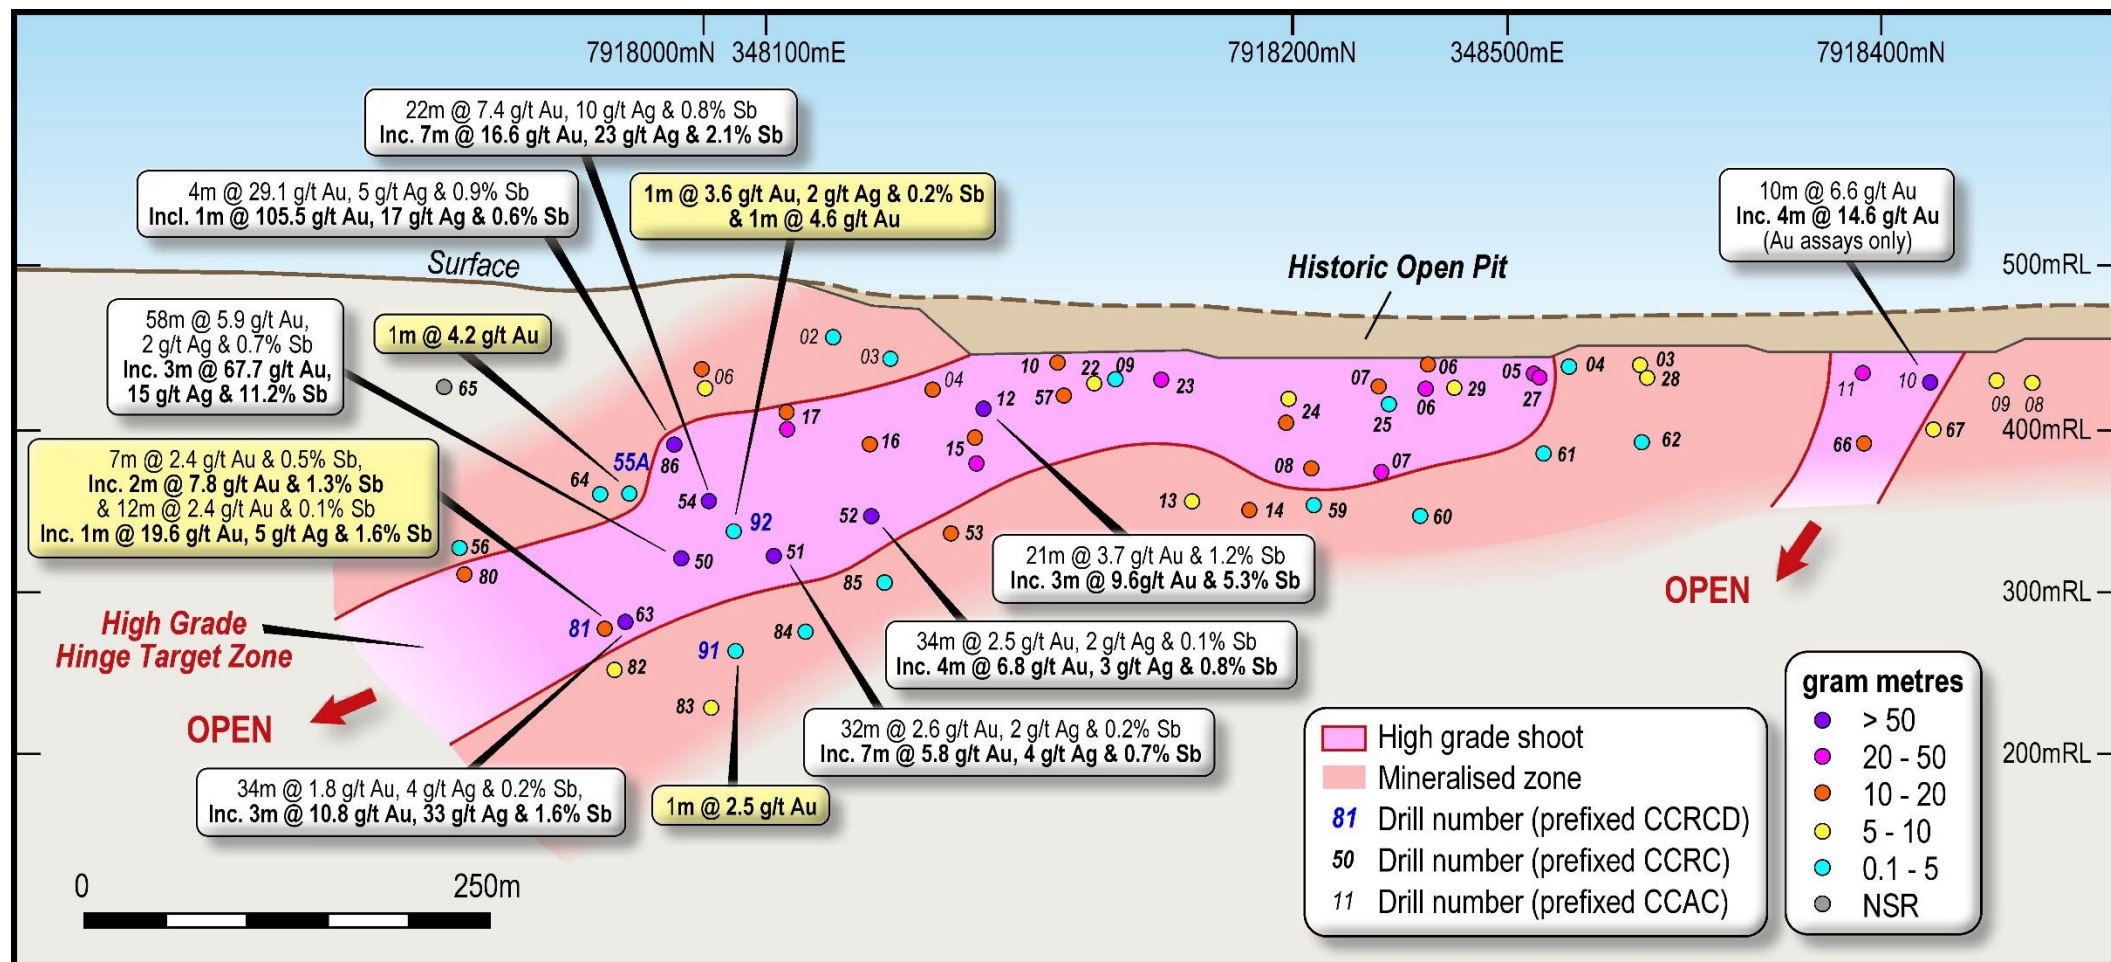 7918000mN
348100mE
7918200mN
348500mE
7918400mN
22m @ 7.4 g/t Au, 10 g/t Ag & 0.8% Sb
Inc. 7m @ 16.6 g/t Au, 23 g/t Ag & 2.1% Sb
4m @ 29.1 g/t Au, 5 g/t Ag & 0.9% Sb
Incl. 1m @ 105.5 g/t Au, 17 g/t Ag & 0.6% Sb
1m @ 3.6 g/t Au, 2 g/t Ag & 0.2% Sb
& 1m @ 4.6 g/t Au
10m @ 6.6 g/t Au
Inc. 4m @ 14.6 g/t Au
(Au assays only)
Surface
Historic Open Pit
500mRL
58m @ 5.9 g/t Au,
2 g/t Ag & 0.7% Sb
Inc. 3m @ 67.7 g/t Au,
15 g/t Ag & 11.2% Sb
1m @ 4.2 g/t Au
02
03
65
06
04
10
22
09
57
23
12
24
07
25
06
06
29
05
27
04
03
28
11
10
09
08
17
16
15
400mRL
67
66
62
61
55A
86
64
54
08
07
7m @ 2.4 g/t Au & 0.5% Sb,
Inc. 2m @ 7.8 g/t Au & 1.3% Sb
& 12m @ 2.4 g/t Au & 0.1% Sb
Inc. 1m @ 19.6 g/t Au, 5 g/t Ag & 1.6% Sb
92
52
53
13
14
59
60
56
80
50
51
85
21m @ 3.7 g/t Au & 1.2% Sb
Inc. 3m @ 9.6g/t Au & 5.3% Sb
OPEN
300mRL
High Grade
Hinge Target Zone
81
63
84
91
82
83
34m @ 2.5 g/t Au, 2 g/t Ag & 0.1% Sb
Inc. 4m @ 6.8 g/t Au, 3 g/t Ag & 0.8% Sb
OPEN
32m @ 2.6 g/t Au, 2 g/t Ag & 0.2% Sb
Inc. 7m @ 5.8 g/t Au, 4 g/t Ag & 0.7% Sb
200mRL
34m @ 1.8 g/t Au, 4 g/t Ag & 0.2% Sb,
Inc. 3m @ 10.8 g/t Au, 33 g/t Ag & 1.6% Sb
1m @ 2.5 g/t Au
High grade shoot
Mineralised zone
81 Drill number (prefixed CCRCD)
50 Drill number (prefixed CCRC)
11 Drill number (prefixed CCAC)
gram metres
> 50
20 - 50
10 - 20
5 - 10
0.1 - 5
NSR
0 250m